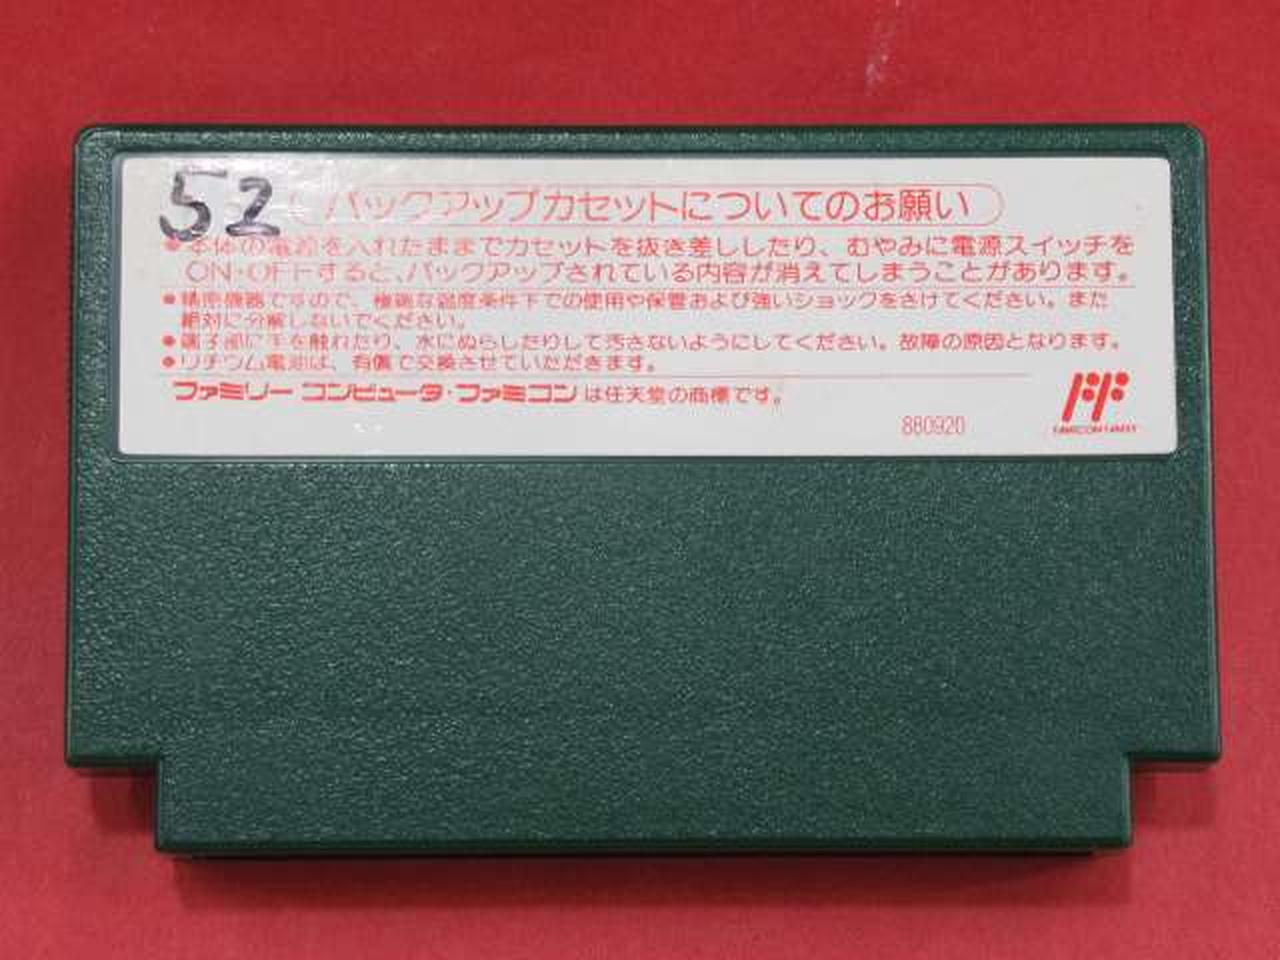 52
バックアップカセットについてのお願い
●本体の電源を入れたままでカセットを抜き差ししたり、むやみに電源スイッチを
ON・OFFすると、バックアップされている内容が消えてしまうことがあります。
●精密機器ですので、極端な温度条件下での使用や保管および強いショックをさけてください。また
絶対に分解しないでください。
●端子部に手を触れたり、水にぬらしたりして汚さないようにしてください。故障の原因となります。
●リチウム電池は、有償で交換させていただきます。
ファミリー コンピュータ・ファミコンは任天堂の商標です。
880920
FAMICOM FAMILY